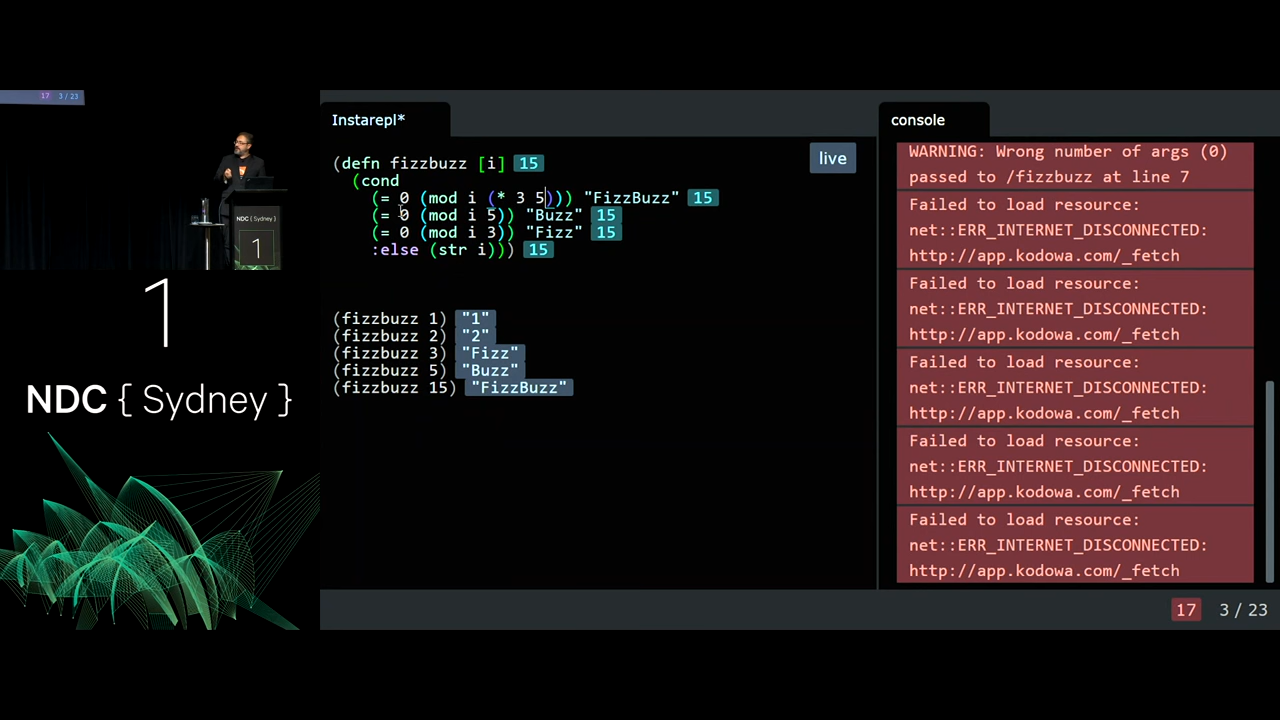 17 3 / 23
NDC { Sydney }
1
1
NDC { Sydney }
Instarepl*
live
(defn fizzbuzz [i] 15
(cond
(= 0 (mod i (* 3 5))) "FizzBuzz" 15
(= 0 (mod i 5)) "Buzz" 15
(= 0 (mod i 3)) "Fizz" 15
:else (str i))) 15
(fizzbuzz 1) "1"
(fizzbuzz 2) "2"
(fizzbuzz 3) "Fizz"
(fizzbuzz 5) "Buzz"
(fizzbuzz 15) "FizzBuzz"
console
WARNING: Wrong number of args (0)
passed to /fizzbuzz at line 7
Failed to load resource:
net::ERR_INTERNET_DISCONNECTED:
http://app.kodowa.com/_fetch
Failed to load resource:
net::ERR_INTERNET_DISCONNECTED:
http://app.kodowa.com/_fetch
Failed to load resource:
net::ERR_INTERNET_DISCONNECTED:
http://app.kodowa.com/_fetch
Failed to load resource:
net::ERR_INTERNET_DISCONNECTED:
http://app.kodowa.com/_fetch
Failed to load resource:
net::ERR_INTERNET_DISCONNECTED:
http://app.kodowa.com/_fetch
17 3 / 23